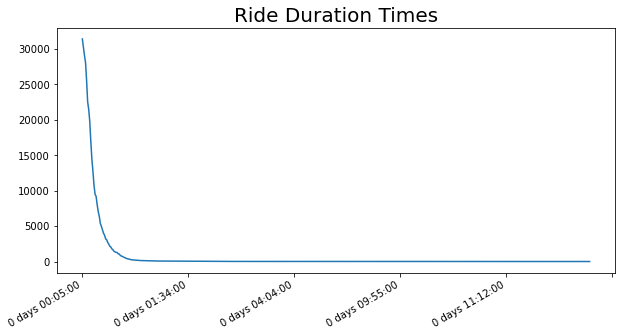 Ride Duration Times
30000
25000
20000
15000
10000
5000
0
0 days 00:05:00
0 days 01:34:00
0 days 04:04:00
0 days 09:55:00
0 days 11:12:00